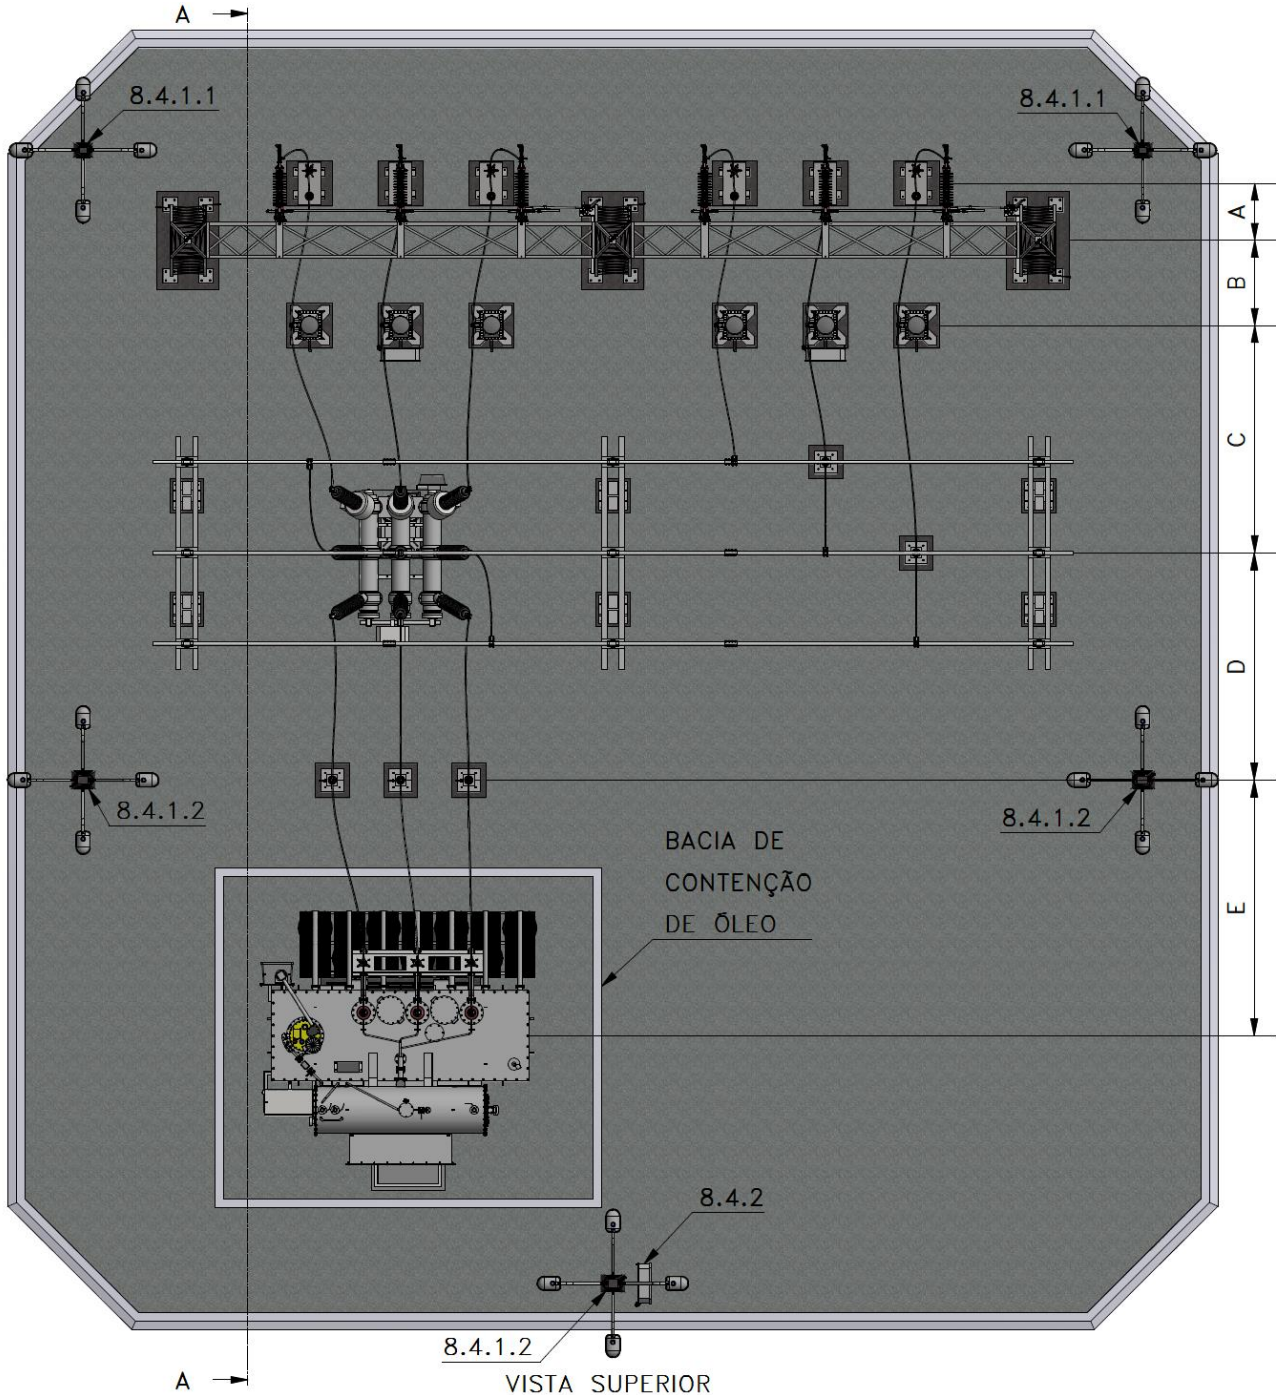 A
8.4.1.1
8.4.1.1
A
B
C
D
8.4.1.2
8.4.1.2
BACIA DE
CONTENÇÃO
DE ÓLEO
E
8.4.2
8.4.1.2
A
VISTA SUPERIOR